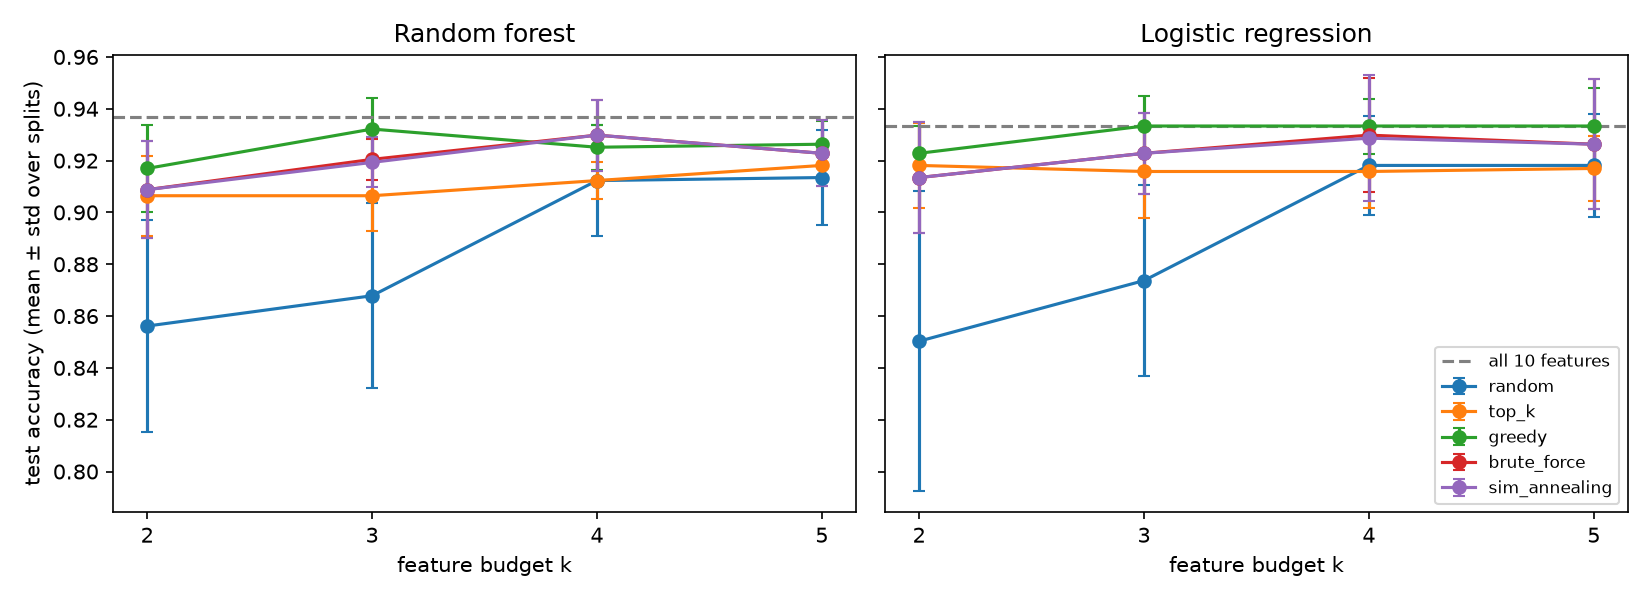 Random forest
Logistic regression
test accuracy (mean ± std over splits)
0.96
0.94
0.92
0.90
0.88
0.86
0.84
0.82
0.80
2 3 4 5
feature budget k
2 3 4 5
feature budget k
all 10 features
random
top_k
greedy
brute_force
sim_annealing